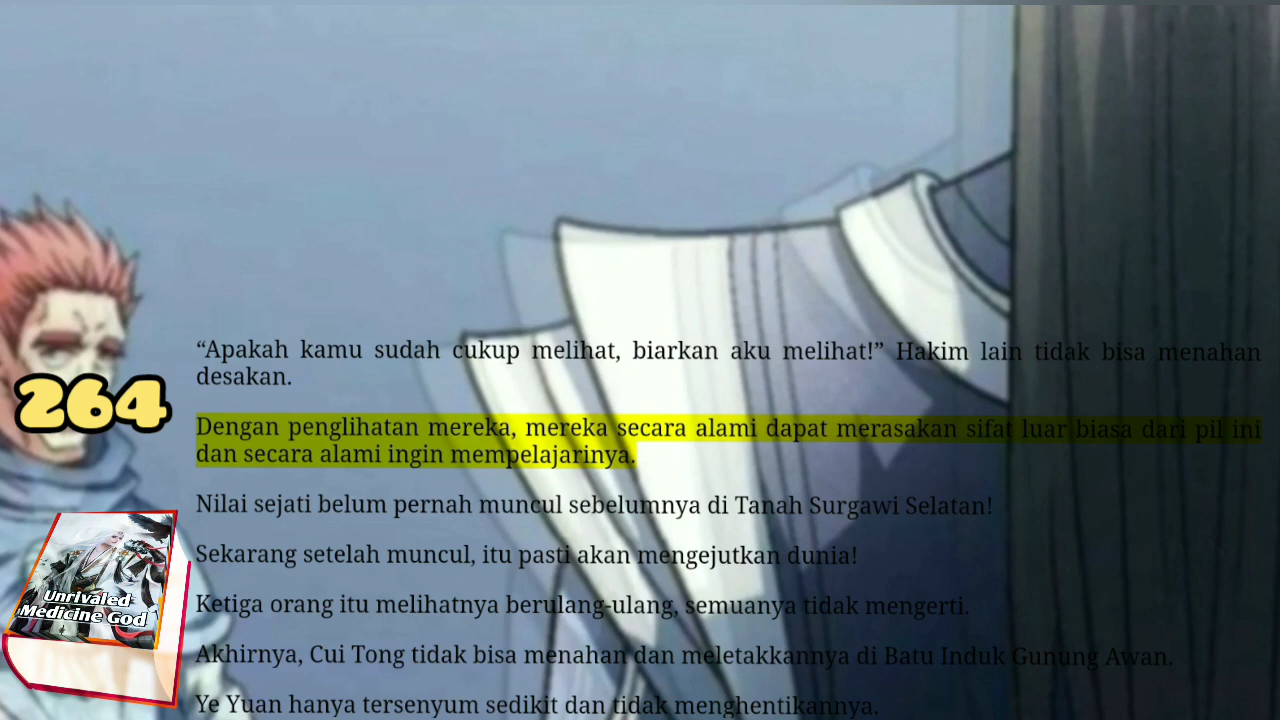 “Apakah kamu sudah cukup melihat, biarkan aku melihat!” Hakim lain tidak bisa menahan
desakan.
264
Dengan penglihatan mereka, mereka secara alami dapat merasakan sifat luar biasa dari pil ini
dan secara alami ingin mempelajarinya.
Nilai sejati belum pernah muncul sebelumnya di Tanah Surgawi Selatan!
Sekarang setelah muncul, itu pasti akan mengejutkan dunia!
Unrivaled
Medicine God
Ketiga orang itu melihatnya berulang-ulang, semuanya tidak mengerti.
Akhirnya, Cui Tong tidak bisa menahan dan meletakkannya di Batu Induk Gunung Awan.
Ye Yuan hanya tersenyum sedikit dan tidak menghentikannya.